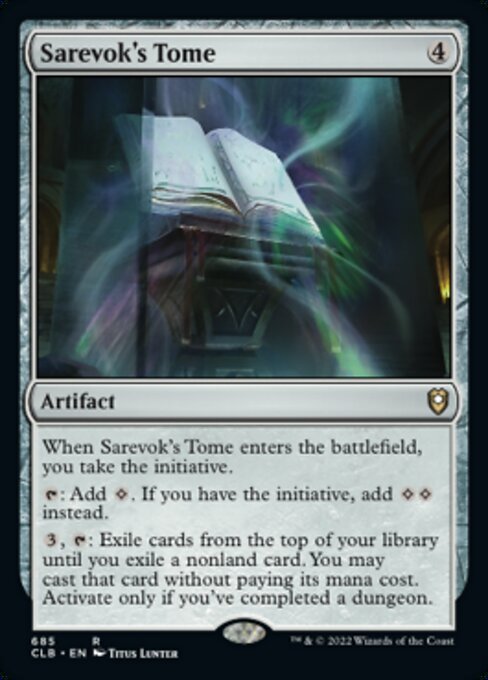 Sarevok's Tome 4
Artifact
When Sarevok's Tome enters the battlefield,
you take the initiative.
: Add . If you have the initiative, add
instead.
3, : Exile cards from the top of your library
until you exile a nonland card. You may
cast that card without paying its mana cost.
Activate only if you've completed a dungeon.
685 R
CLB • EN Titus Lunter
™ & © 2022 Wizards of the Coast